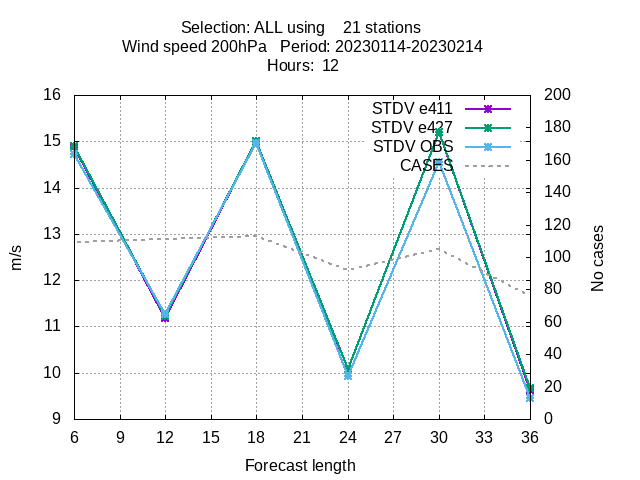 Selection: ALL using    21 stations
Wind speed 200hPa   Period: 20230114-20230214
Hours:  12
16 200
STDV e411
180
STDV e427
15
STDV OBS
160
CASES
14 140
13 120
m/s
No cases
100
12
80
11 60
40
10
20
9 0
6 9 12 15 18 21 24 27 30 33 36
Forecast length